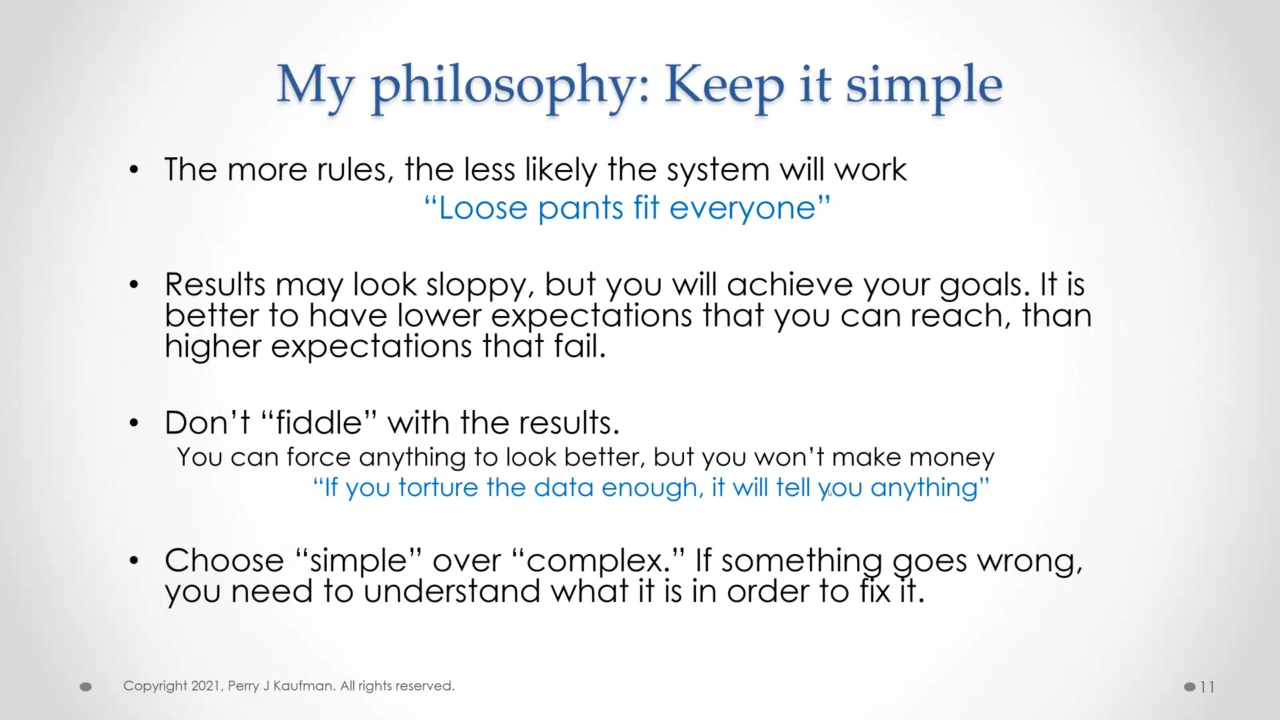 My philosophy: Keep it simple
• The more rules, the less likely the system will work
“Loose pants fit everyone”
• Results may look sloppy, but you will achieve your goals. It is
better to have lower expectations that you can reach, than
higher expectations that fail.
• Don’t “fiddle” with the results.
You can force anything to look better, but you won’t make money
“If you torture the data enough, it will tell you anything”
• Choose “simple” over “complex.” If something goes wrong,
you need to understand what it is in order to fix it.
Copyright 2021, Perry J Kaufman. All rights reserved.
11